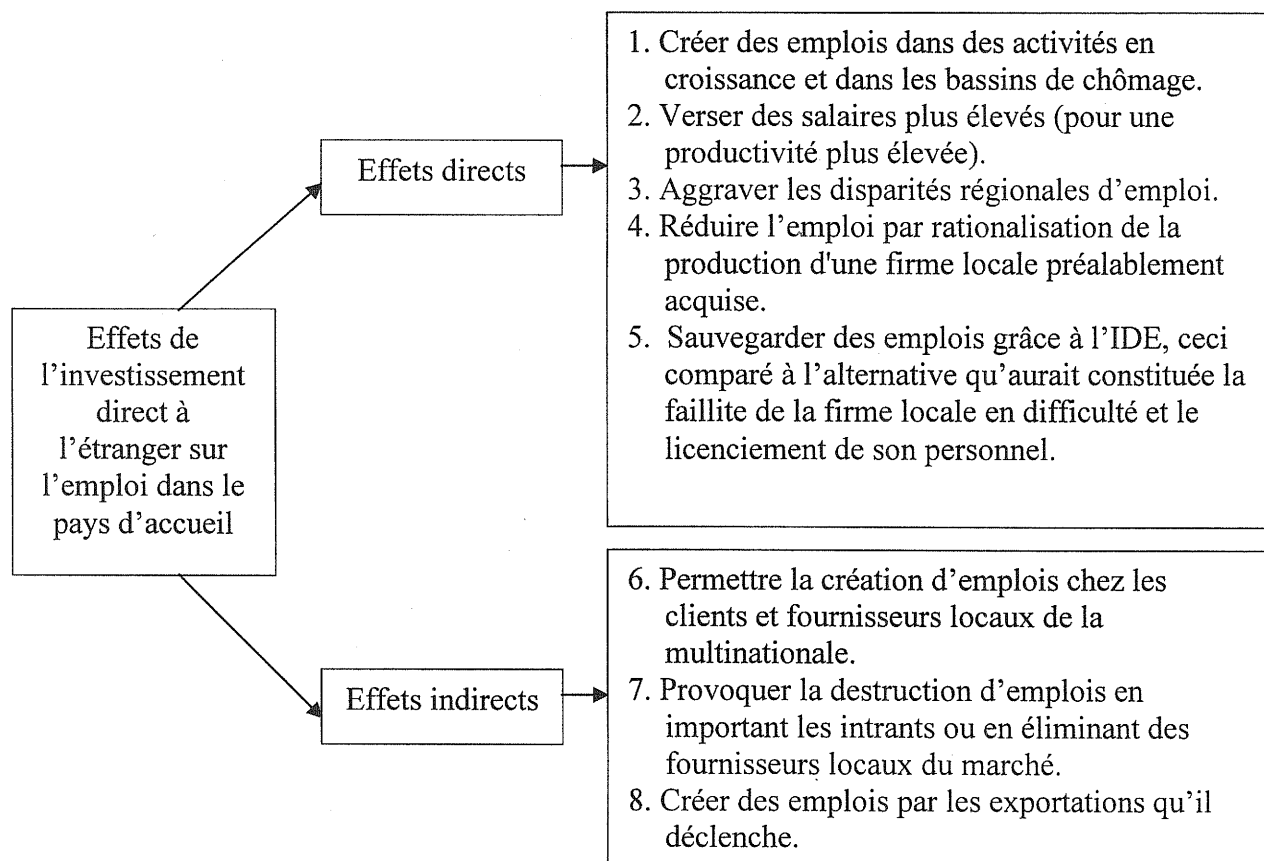 Effets de
l’investissement
direct à
l’étranger sur
l’emploi dans le
pays d’accueil
Effets directs
1. Créer des emplois dans des activités en
croissance et dans les bassins de chômage.
2. Verser des salaires plus élevés (pour une
productivité plus élevée).
3. Aggraver les disparités régionales d’emploi.
4. Réduire l’emploi par rationalisation de la
production d'une firme locale préalablement
acquise.
5. Sauvegarder des emplois grâce à l’IDE, ceci
comparé à l’alternative qu’aurait constituée la
faillite de la firme locale en difficulté et le
licenciement de son personnel.
Effets indirects
6. Permettre la création d’emplois chez les
clients et fournisseurs locaux de la
multinationale.
7. Provoquer la destruction d’emplois en
important les intrants ou en éliminant des
fournisseurs locaux du marché.
8. Créer des emplois par les exportations qu’il
déclenche.